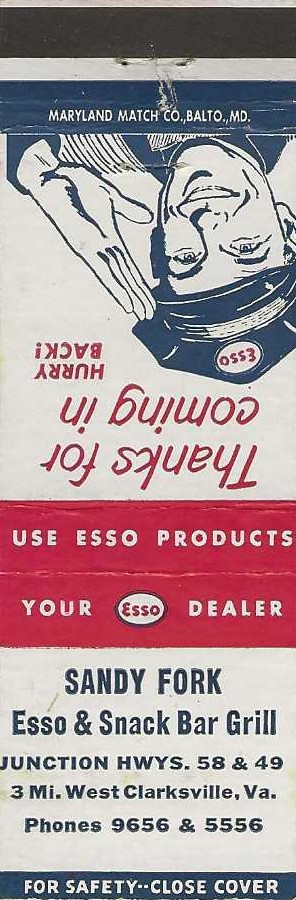 MARYLAND MATCH CO.,BALTO.,MD.
Thanks for
coming in
HURRY
BACK!
Esso
USE ESSO PRODUCTS
YOUR Esso DEALER
SANDY FORK
Esso & Snack Bar Grill
JUNCTION HWYS. 58 & 49
3 Mi. West Clarksville, Va.
Phones 9656 & 5556
FOR SAFETY--CLOSE COVER